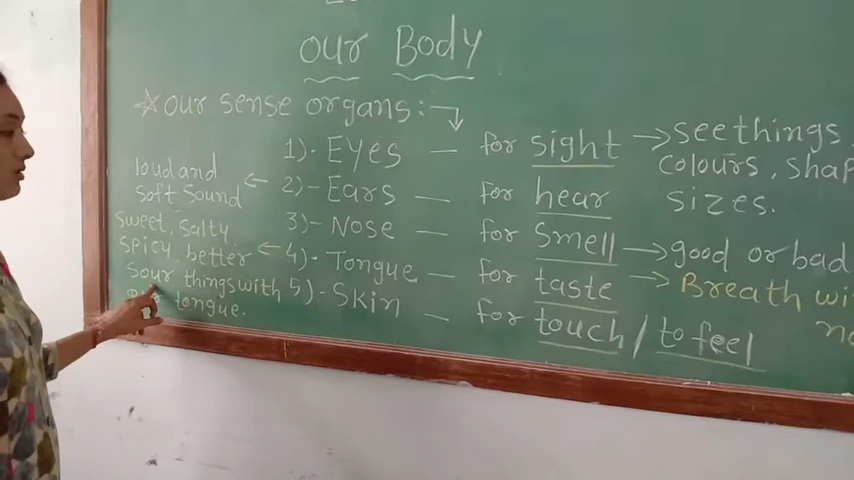 our Body
☆ our sense organs :-
1). Eyes — for sight → See things
colours, shap
sizes.
loud and
soft sound ← 2) - Ears — for hear
3) - Nose — for Smell → good or bad
sweet, salty
spicy, better ← 4) - Tongue — for taste → Breath wi
sour things with
tongue.
5). - Skin — for touch / to feel